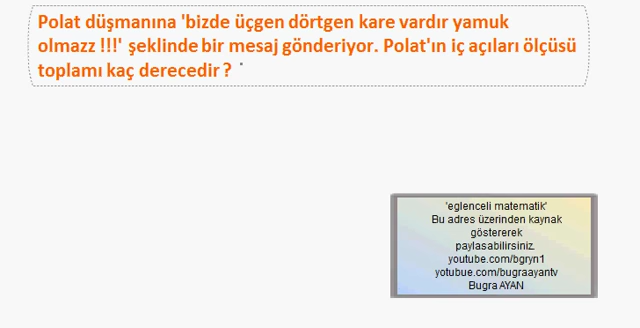 Polat düşmanına 'bizde üçgen dörtgen kare vardır yamuk
olmazz !!!' şeklinde bir mesaj gönderiyor. Polat'ın iç açıları ölçüsü
toplamı kaç derecedir ?
'eglenceli matematik'
Bu adres üzerinden kaynak
göstererek
paylasabilirsiniz.
youtube.com/bgryn1
yotubue.com/bugraayantv
Bugra AYAN